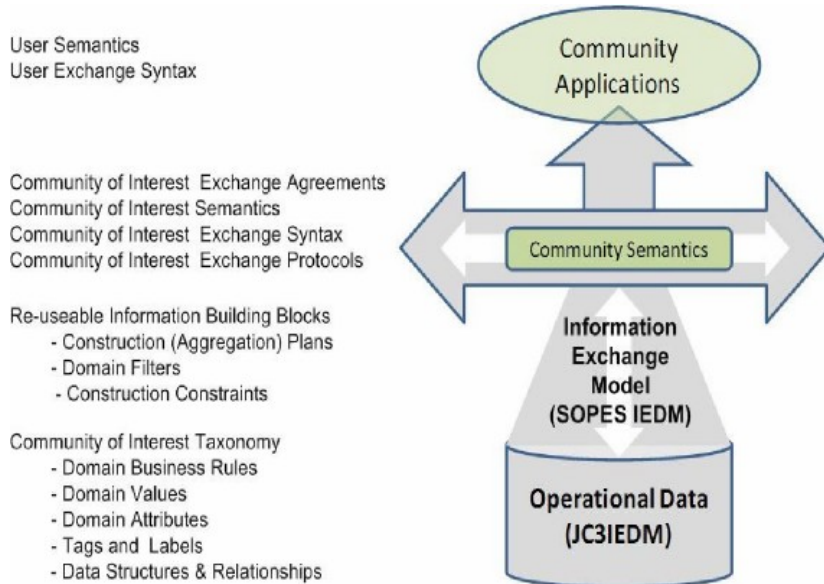 User Semantics
User Exchange Syntax
Community of Interest Exchange Agreements
Community of Interest Semantics
Community of Interest Exchange Syntax
Community of Interest Exchange Protocols
Re-useable Information Building Blocks
- Construction (Aggregation) Plans
- Domain Filters
- Construction Constraints
Community of Interest Taxonomy
- Domain Business Rules
- Domain Values
- Domain Attributes
- Tags and Labels
- Data Structures & Relationships
Community
Applications
Community Semantics
Information
Exchange
Model
(SOPES IEDM)
Operational Data
(JC3IEDM)